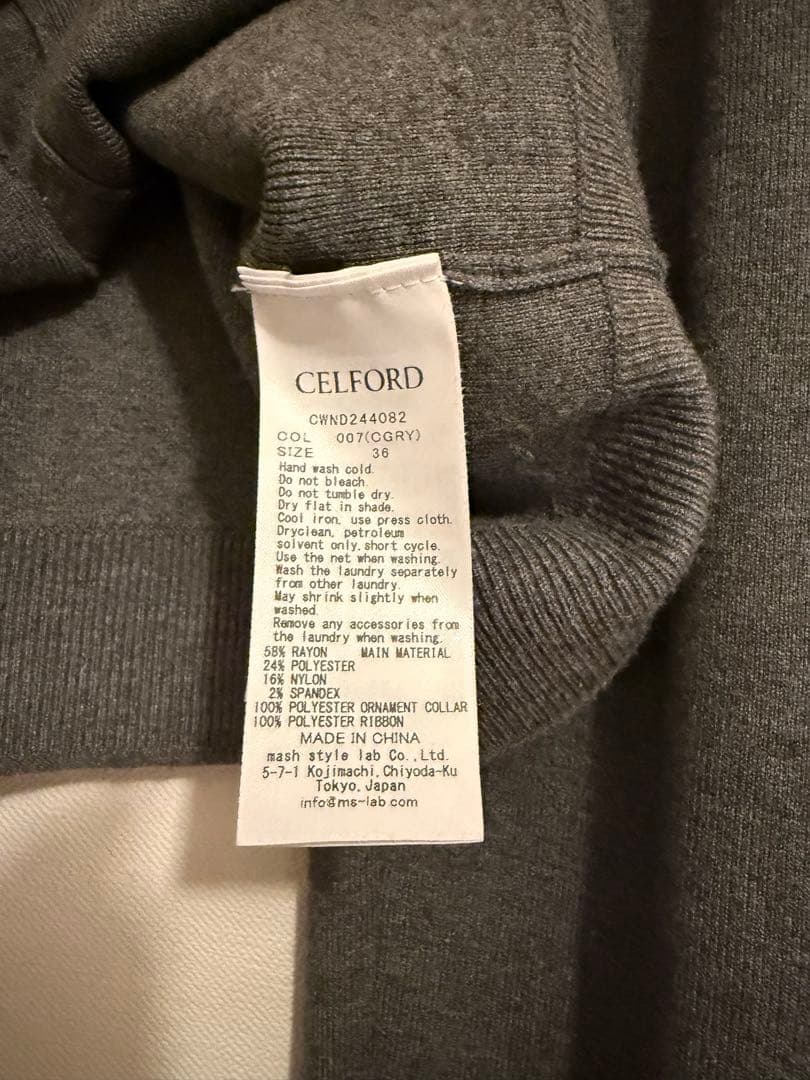 CELFORD
CWND244082
COL 007(CGRY)
SIZE 36
Hand wash cold.
Do not bleach.
Do not tumble dry.
Dry flat in shade.
Cool iron, use press cloth.
Dryclean, petroleum
solvent only, short cycle.
Use the net when washing.
Wash the laundry separately
from other laundry.
May shrink slightly when
washed.
Remove any accessories from
the laundry when washing.
58% RAYON MAIN MATERIAL
24% POLYESTER
16% NYLON
2% SPANDEX
100% POLYESTER ORNAMENT COLLAR
100% POLYESTER RIBBON
MADE IN CHINA
mash style lab Co.,Ltd.
5-7-1 Kojimachi,Chiyoda-Ku
Tokyo,Japan
info@ms-lab.com